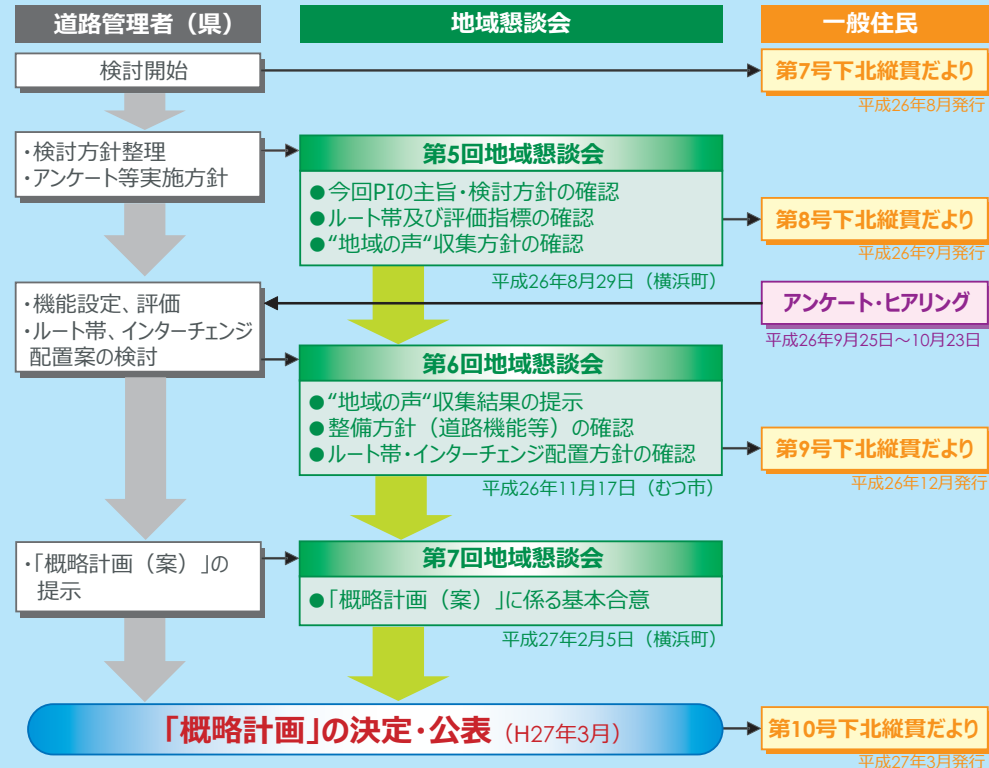 道路管理者（県）
地域懇談会
一般住民
検討開始
第7号下北縦貫だより
平成26年8月発行
・検討方針整理
・アンケート等実施方針
第5回地域懇談会
●今回PIの主旨・検討方針の確認
●ルート帯及び評価指標の確認
●“地域の声“収集方針の確認
平成26年8月29日（横浜町）
第8号下北縦貫だより
平成26年9月発行
・機能設定、評価
・ルート帯、インターチェンジ
配置案の検討
アンケート・ヒアリング
平成26年9月25日～10月23日
第6回地域懇談会
●“地域の声“収集結果の提示
●整備方針（道路機能等）の確認
●ルート帯・インターチェンジ配置方針の確認
平成26年11月17日（むつ市）
第9号下北縦貫だより
平成26年12月発行
・「概略計画（案）」の
提示
第7回地域懇談会
●「概略計画（案）」に係る基本合意
平成27年2月5日（横浜町）
「概略計画」の決定・公表（H27年3月）
第10号下北縦貫だより
平成27年3月発行